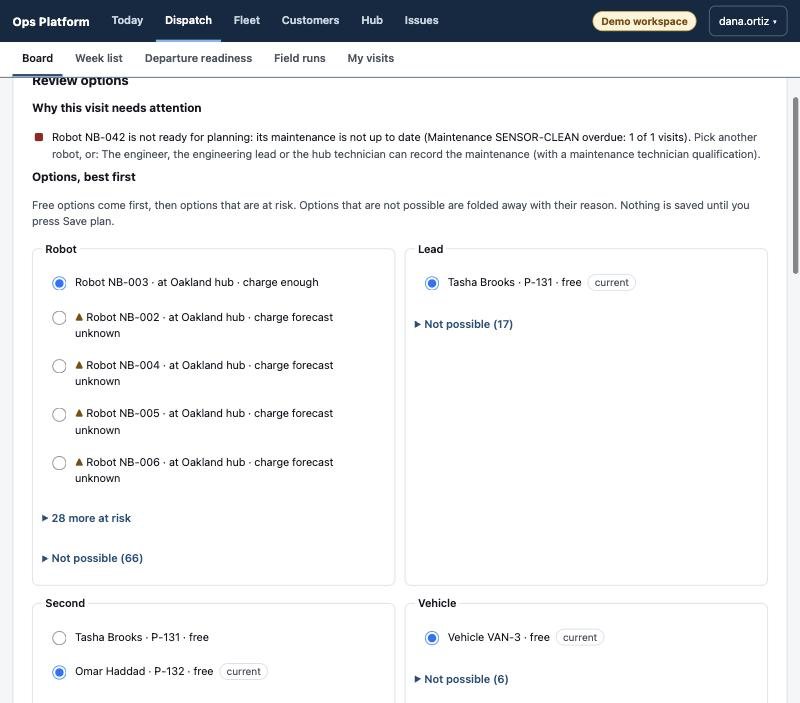 Ops Platform
Today
Dispatch
Fleet
Customers
Hub
Issues
Demo workspace
dana.ortiz ▾
Board
Week list
Departure readiness
Field runs
My visits
Review options
Why this visit needs attention
Robot NB-042 is not ready for planning: its maintenance is not up to date (Maintenance SENSOR-CLEAN overdue: 1 of 1 visits). Pick another
robot, or: The engineer, the engineering lead or the hub technician can record the maintenance (with a maintenance technician qualification).
Options, best first
Free options come first, then options that are at risk. Options that are not possible are folded away with their reason. Nothing is saved until you
press Save plan.
Robot
Robot NB-003 · at Oakland hub · charge enough
▲ Robot NB-002 · at Oakland hub · charge forecast
unknown
▲ Robot NB-004 · at Oakland hub · charge forecast
unknown
▲ Robot NB-005 · at Oakland hub · charge forecast
unknown
▲ Robot NB-006 · at Oakland hub · charge forecast
unknown
▶ 28 more at risk
▶ Not possible (66)
Lead
Tasha Brooks · P-131 · free current
▶ Not possible (17)
Second
Tasha Brooks · P-131 · free
Omar Haddad · P-132 · free current
Vehicle
Vehicle VAN-3 · free current
▶ Not possible (6)